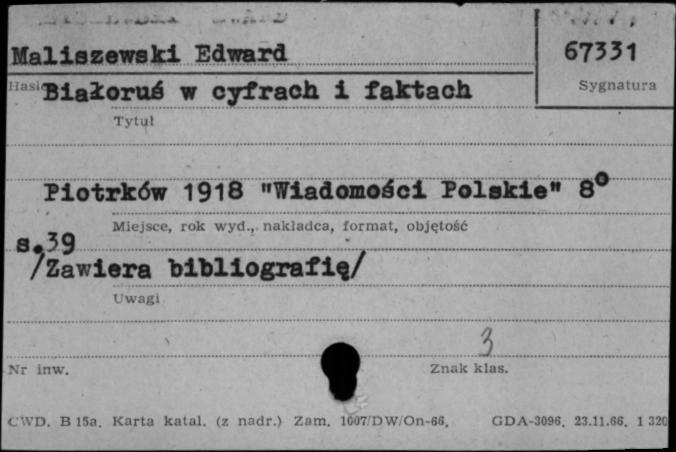 Maliszewski Edward
67331
Hasło
Sygnatura
Białoruś w cyfrach i faktach
Tytuł
Piotrków 1918 "Wiadomości Polskie" 8°
Miejsce, rok wyd., nakładca, format, objętość
s.39
/Zawiera bibliografię/
Uwagi
3
Nr inw.
Znak klas.
CWD. B 15a. Karta katal. (z nadr.) Zam. 1007/DW/On-66. GDA-3096. 23.11.66. 1 320